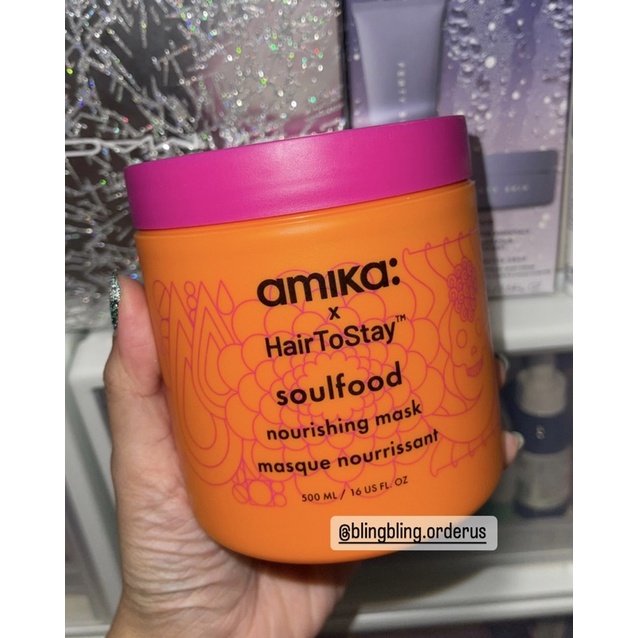 amika:
x
HairToStay™
soulfood
nourishing mask
masque nourrissant
500 ML / 16 US FL. OZ
@blingbling.orderus